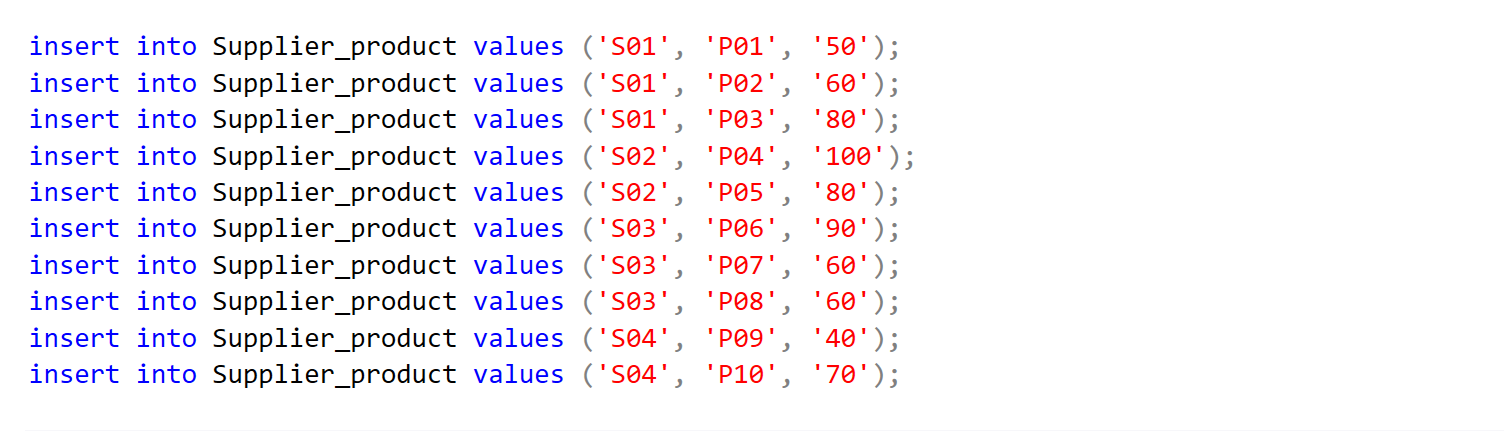 insert into Supplier_product values ('S01', 'P01', '50');
insert into Supplier_product values ('S01', 'P02', '60');
insert into Supplier_product values ('S01', 'P03', '80');
insert into Supplier_product values ('S02', 'P04', '100');
insert into Supplier_product values ('S02', 'P05', '80');
insert into Supplier_product values ('S03', 'P06', '90');
insert into Supplier_product values ('S03', 'P07', '60');
insert into Supplier_product values ('S03', 'P08', '60');
insert into Supplier_product values ('S04', 'P09', '40');
insert into Supplier_product values ('S04', 'P10', '70');